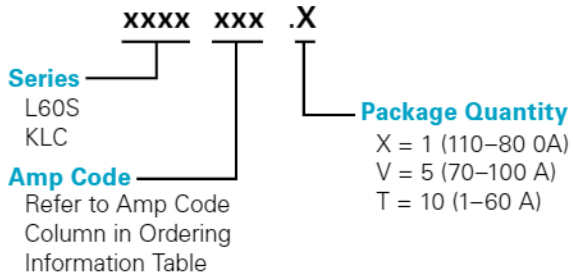 xxxx xxx .X
Series
L60S
KLC
Amp Code
Refer to Amp Code
Column in Ordering
Information Table
Package Quantity
X = 1 (110–80 0A)
V = 5 (70–100 A)
T = 10 (1–60 A)